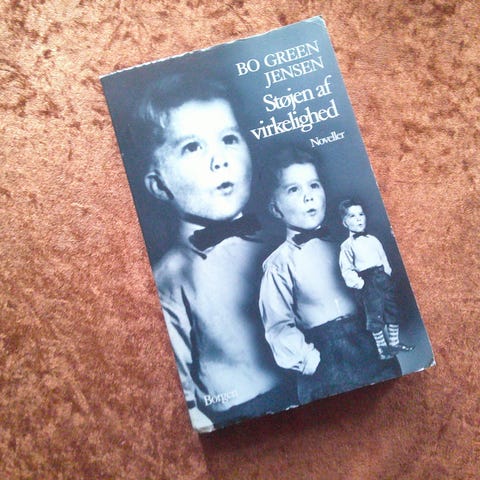 BO GREEN
JENSEN
Støjen af
virkelighed
Noveller
Borgen